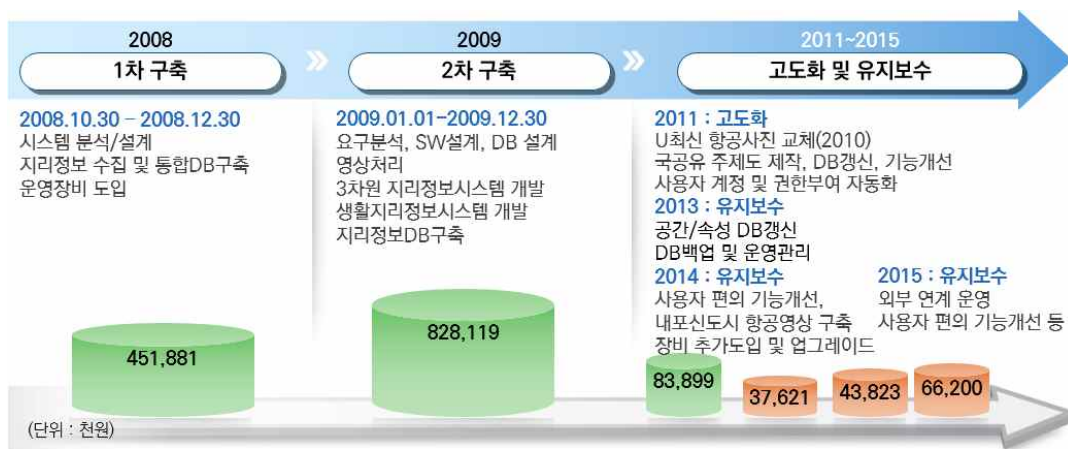 2008
1차 구축
2009
2차 구축
2011~2015
고도화 및 유지보수
2008.10.30 – 2008.12.30
시스템 분석/설계
지리정보 수집 및 통합DB구축
운영장비 도입
2009.01.01-2009.12.30
요구분석, SW설계, DB 설계
영상처리
3차원 지리정보시스템 개발
생활지리정보시스템 개발
지리정보DB구축
2011 : 고도화
U최신 항공사진 교체(2010)
국공유 주제도 제작, DB갱신, 기능개선
사용자 계정 및 권한부여 자동화
2013 : 유지보수
공간/속성 DB갱신
DB백업 및 운영관리
2014 : 유지보수
사용자 편의 기능개선,
내포신도시 항공영상 구축
장비 추가도입 및 업그레이드
2015 : 유지보수
외부 연계 운영
사용자 편의 기능개선 등
451,881
828,119
83,899
37,621
43,823
66,200
(단위 : 천원)